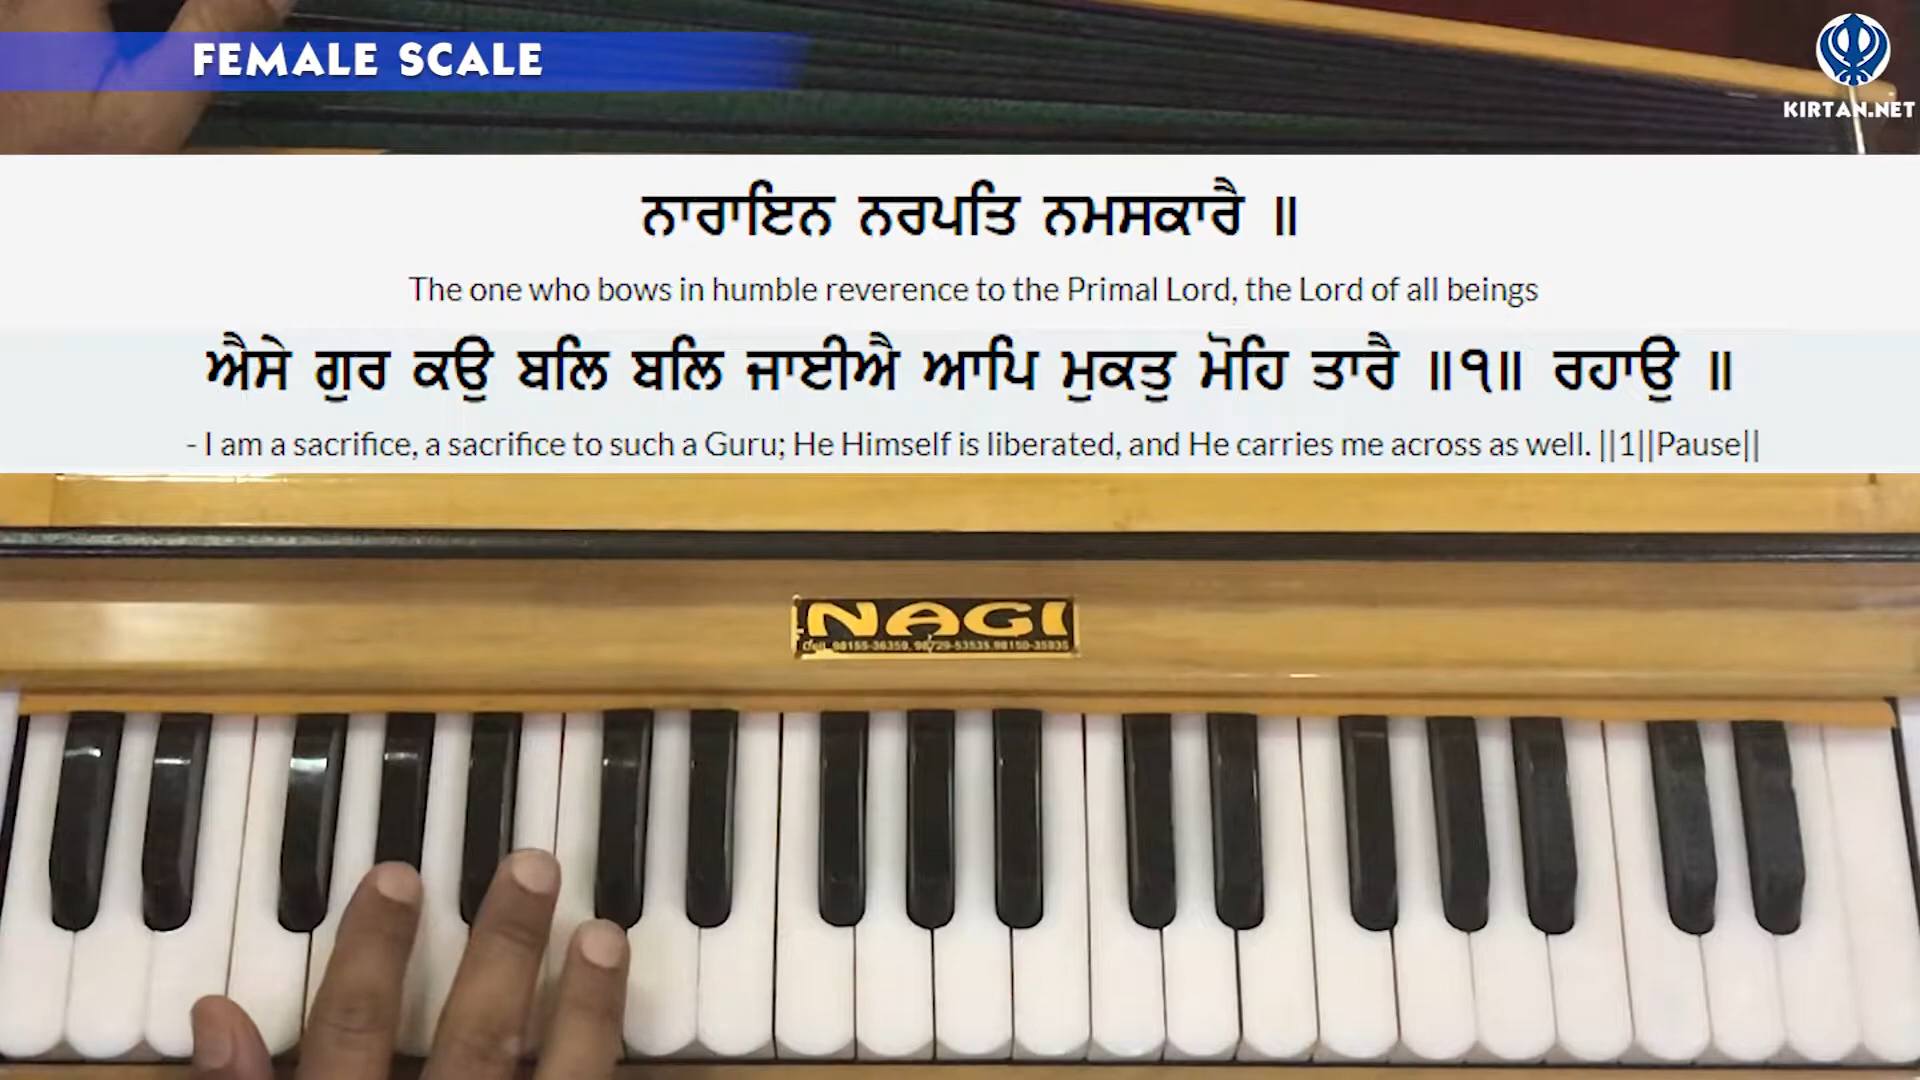 FEMALE SCALE
KIRTAN.NET
ਨਾਰਾਇਨ ਨਰਪਤਿ ਨਮਸਕਾਰੈ ॥
The one who bows in humble reverence to the Primal Lord, the Lord of all beings
ਐਸੇ ਗੁਰ ਕਉ ਬਲਿ ਬਲਿ ਜਾਈਐ ਆਪਿ ਮੁਕਤੁ ਮੋਹਿ ਤਾਰੈ ॥੧॥ ਰਹਾਉ ॥
- I am a sacrifice, a sacrifice to such a Guru; He Himself is liberated, and He carries me across as well. ||1||Pause||
NAGI